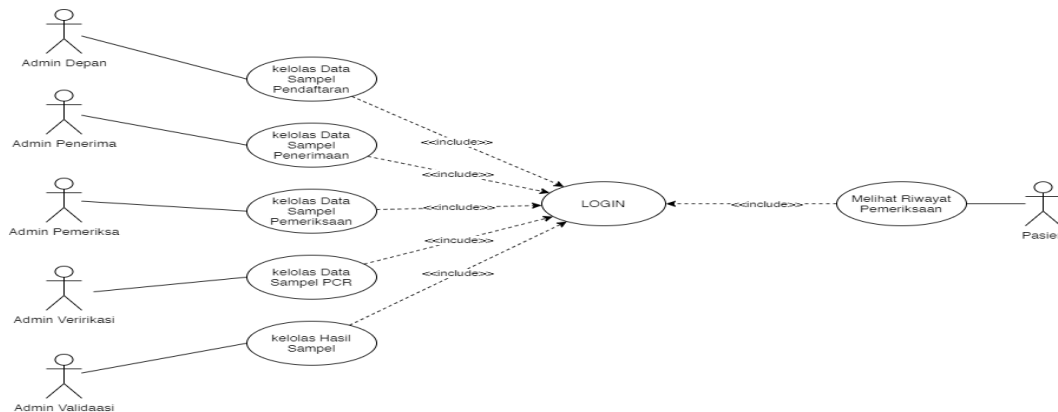 Admin Depan
kelolas Data
Sampel
Pendaftaran
Admin Penerima
kelolas Data
Sampel
Penerimaan
Admin Pemeriksa
kelolas Data
Sampel
Pemeriksaan
Admin Veririkasi
kelolas Data
Sampel PCR
Admin Validaasi
kelolas Hasil
Sampel
<<include>>
<<include>>
<<include>>
<<incude>>
<<include>>
LOGIN
<<include>>
Melihat Riwayat
Pemeriksaan
Pasien